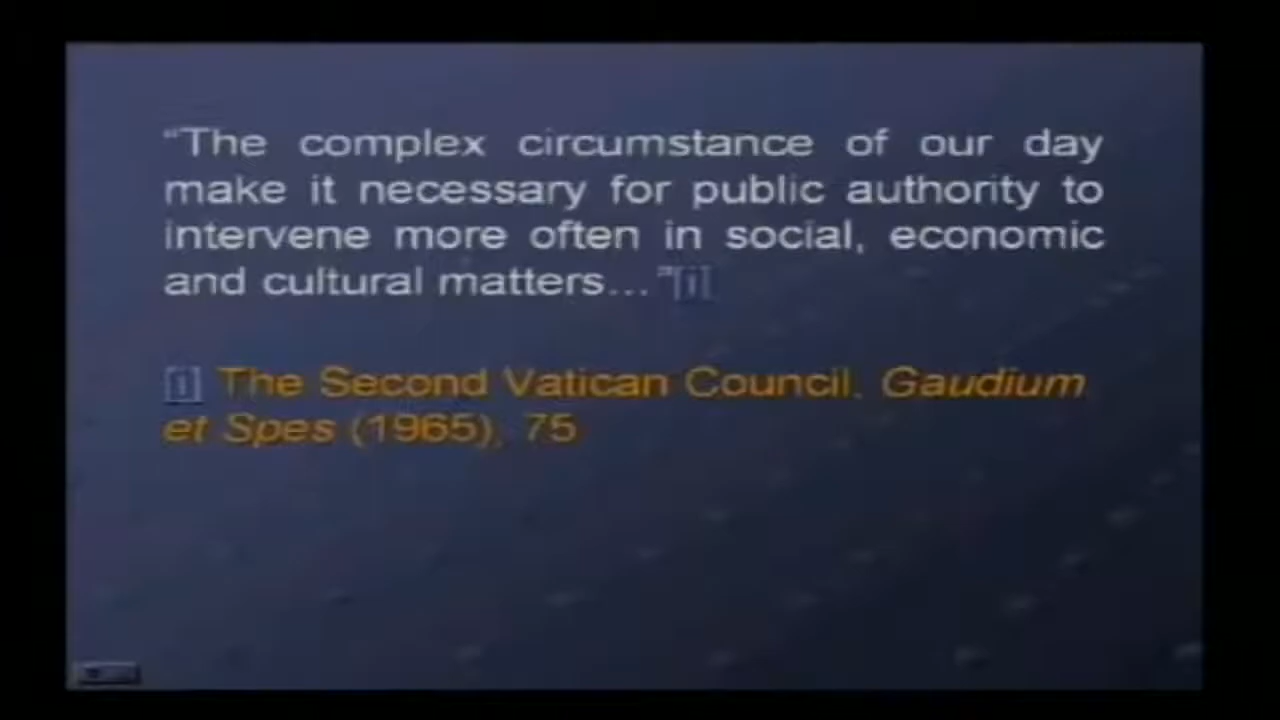 “The complex circumstance of our day
make it necessary for public authority to
intervene more often in social, economic
and cultural matters…”[i]
[i] The Second Vatican Council. Gaudium
et Spes (1965), 75